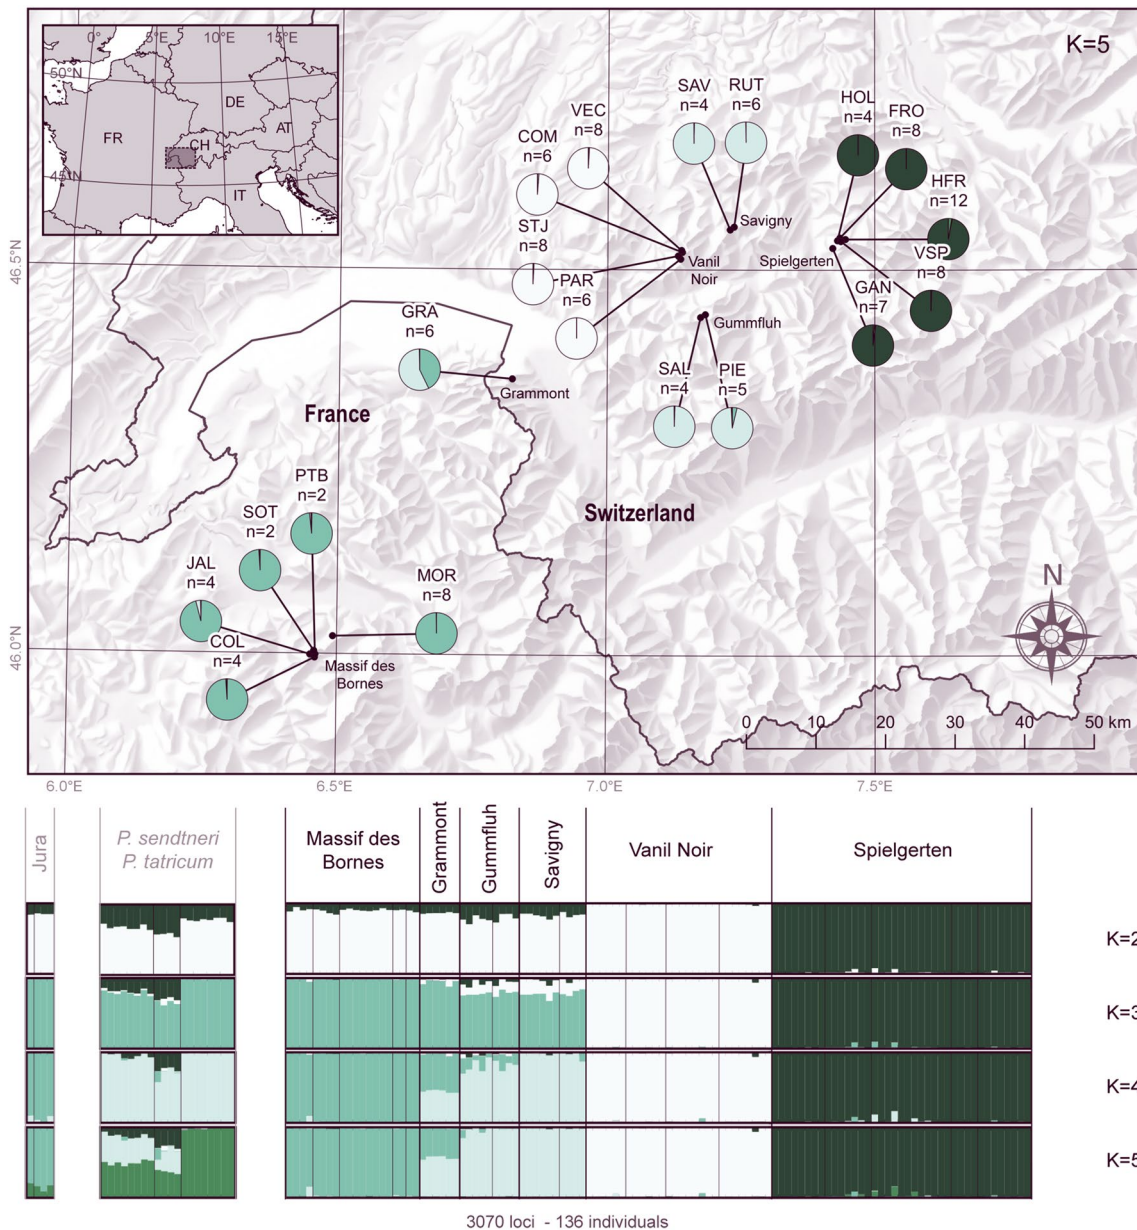 0°
5°E
10°E
15°E
50°N
45°N
FR
DE
CH
AT
IT
K=5
COM
n=6
VEC
n=8
SAV
n=4
RUT
n=6
HOL
n=4
FRO
n=8
HFR
n=12
VSP
n=8
GAN
n=7
STJ
n=8
PAR
n=6
Savigny
Vanil
Noir
Spielgerten
Gummfluh
GRA
n=6
Grammont
SAL
n=4
PIE
n=5
France
Switzerland
PTB
n=2
SOT
n=2
JAL
n=4
COL
n=4
MOR
n=8
Massif des
Bornes
N
0 10 20 30 40 50 km
46.5°N
46.0°N
6.0°E 6.5°E 7.0°E 7.5°E
Jura
P. sendtneri
P. tatricum
Massif des
Bornes
Grammont
Gummfluh
Savigny
Vanil Noir
Spielgerten
K=2
K=3
K=4
K=5
3070 loci - 136 individuals